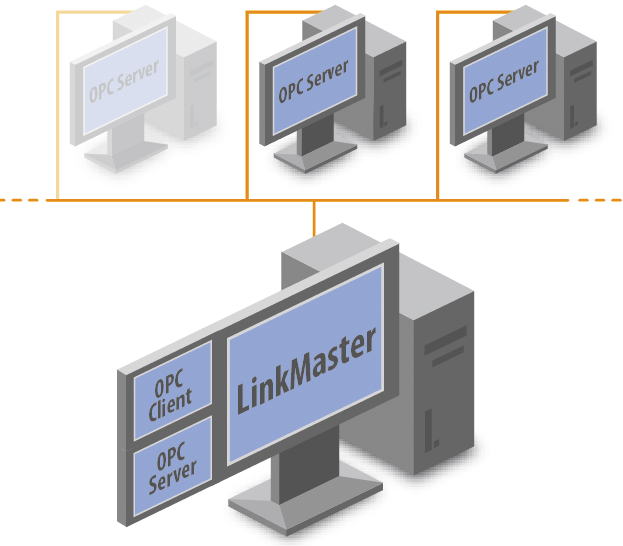 OPC Server
OPC Server
OPC Server
LinkMaster
OPC
Client
OPC
Server